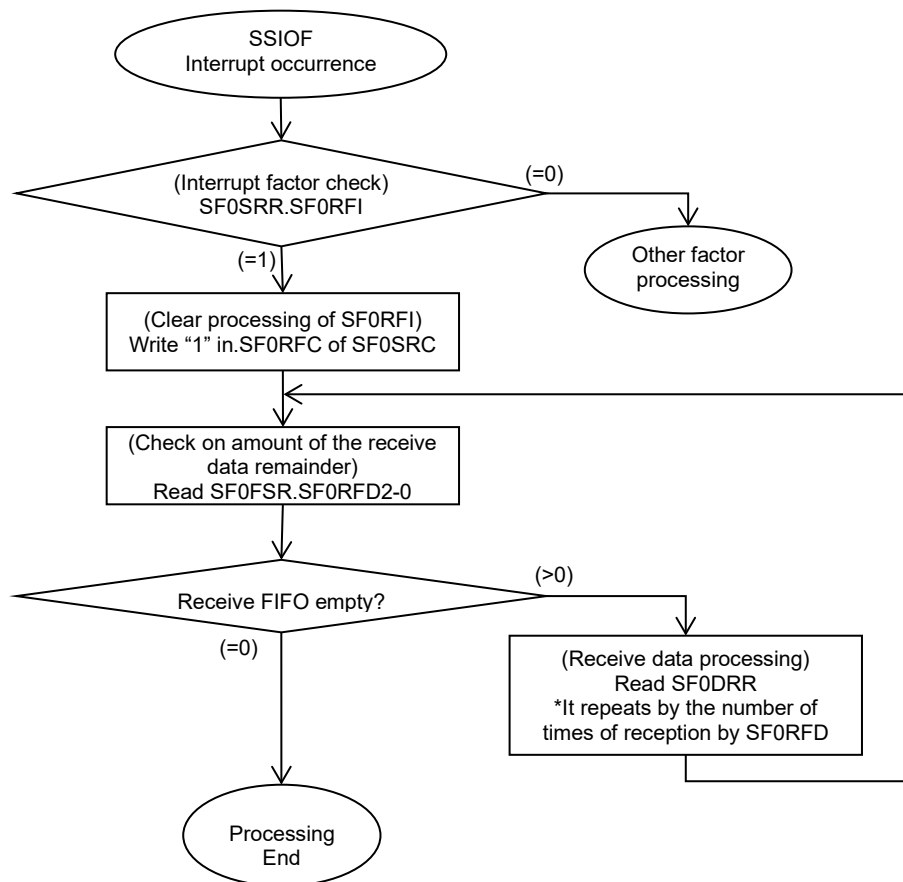 SSIOF
Interrupt occurrence
(Interrupt factor check)
SF0SRR.SF0RFI
(=0)
Other factor
processing
(=1)
(Clear processing of SF0RFI)
Write “1” in.SF0RFC of SF0SRC
(Check on amount of the receive
data remainder)
Read SF0FSR.SF0RFD2-0
Receive FIFO empty?
(>0)
(=0)
(Receive data processing)
Read SF0DRR
*It repeats by the number of
times of reception by SF0RFD
Processing
End